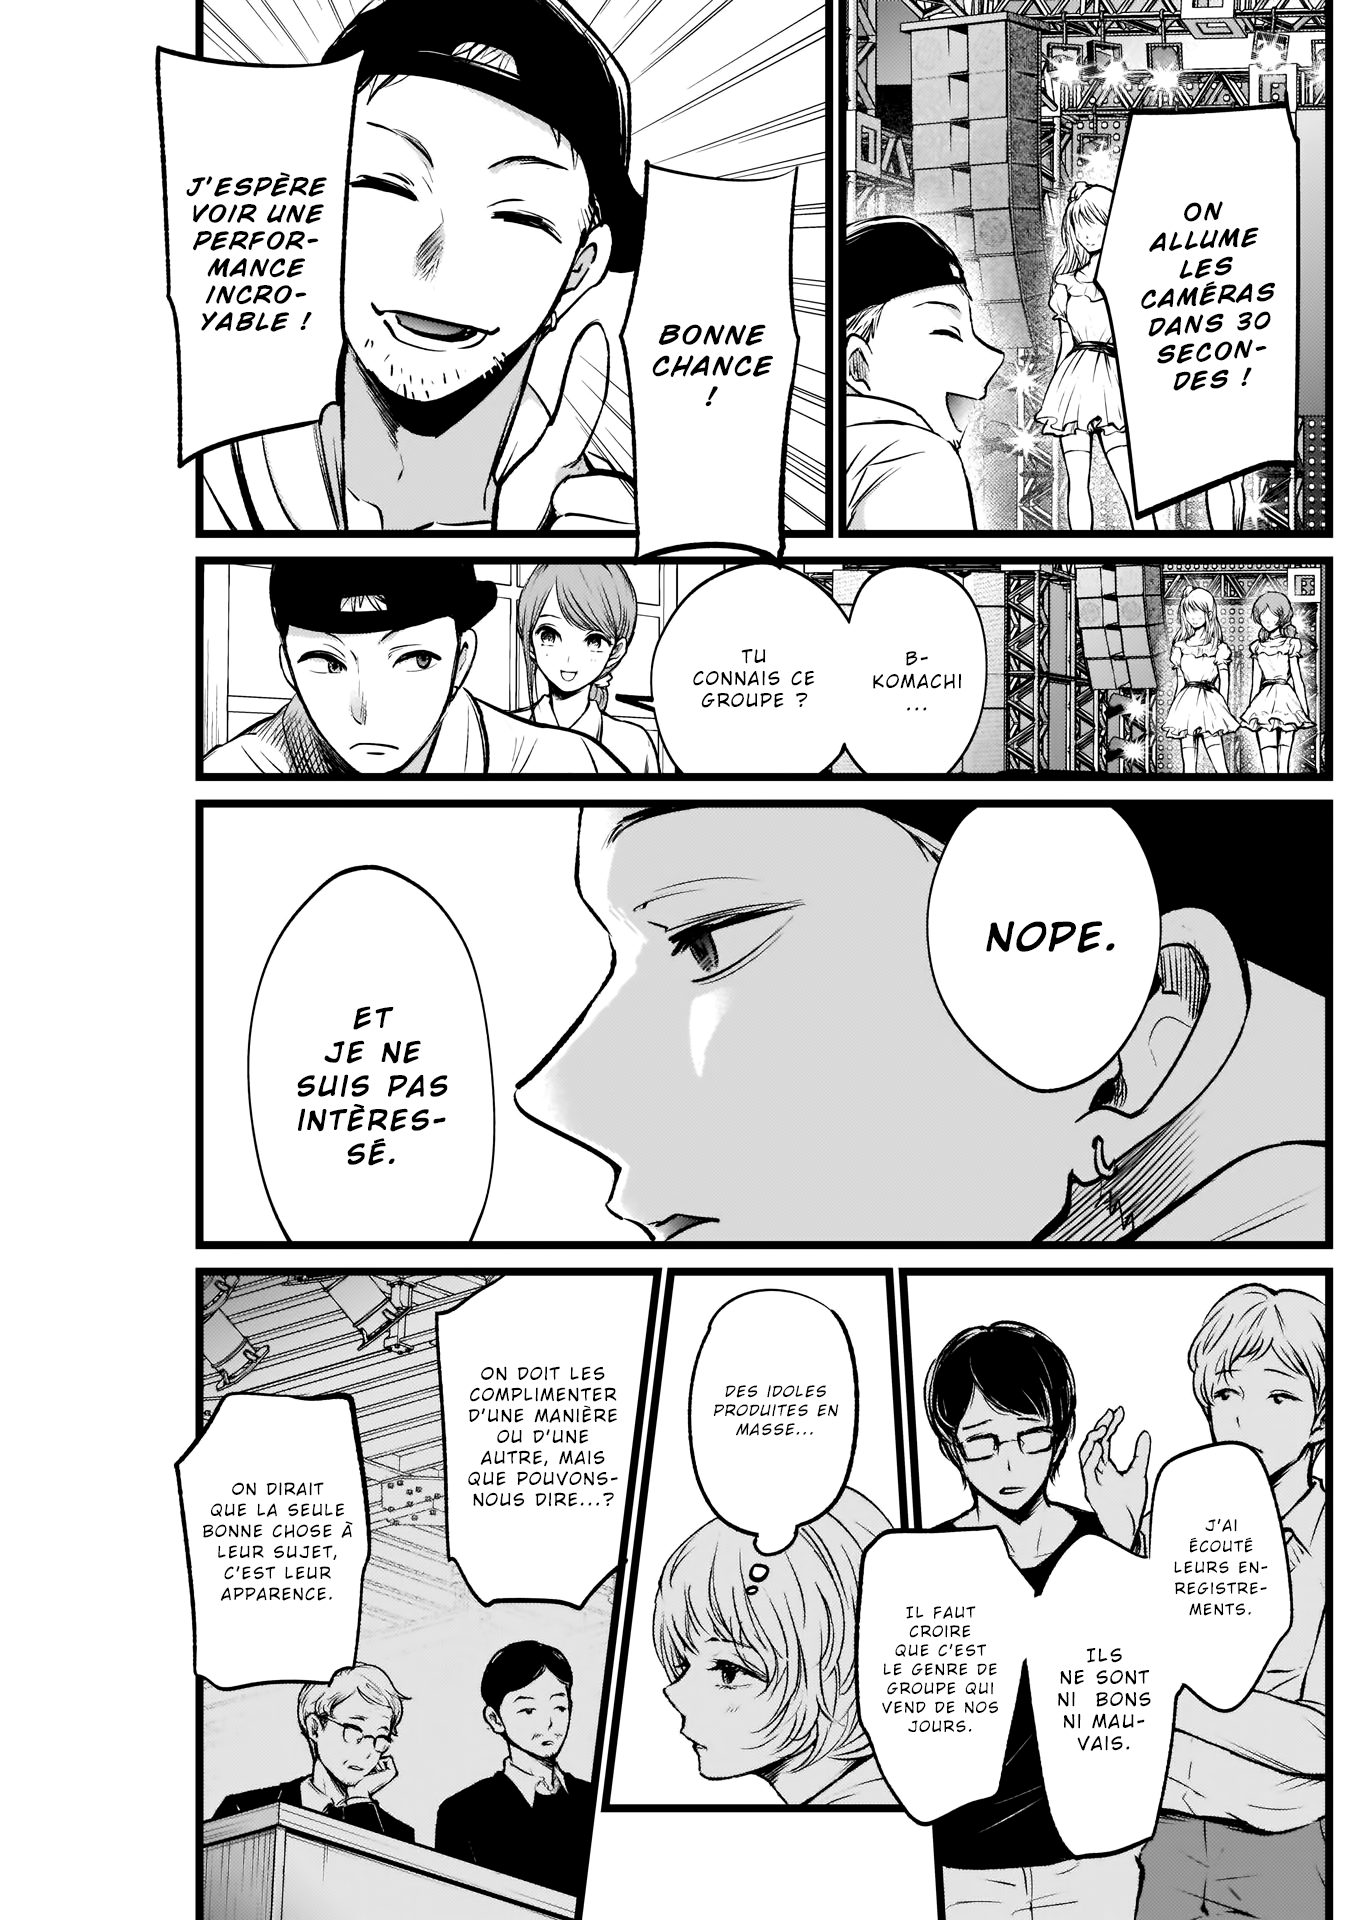 ON
ALLUME
LES
CAMÉRAS
DANS 30
SECON-
DES !
BONNE
CHANCE
!
J'ESPÈRE
VOIR UNE
PERFOR-
MANCE
INCRO-
YABLE !
B-
KOMACHI
...
TU
CONNAIS CE
GROUPE ?
NOPE.
ET
JE NE
SUIS PAS
INTÈRES-
SÉ.
J'AI
ÉCOUTÉ
LEURS EN-
REGISTRE-
MENTS.
ILS
NE SONT
NI BONS
NI MAU-
VAIS.
IL FAUT
CROIRE
QUE C'EST
LE GENRE DE
GROUPE QUI
VEND DE NOS
JOURS.
DES IDOLES
PRODUITES EN
MASSE...
ON DOIT LES
COMPLIMENTER
D'UNE MANIÈRE
OU D'UNE
AUTRE, MAIS
QUE POUVONS-
NOUS DIRE...?
ON DIRAIT
QUE LA SEULE
BONNE CHOSE À
LEUR SUJET,
C'EST LEUR
APPARENCE.